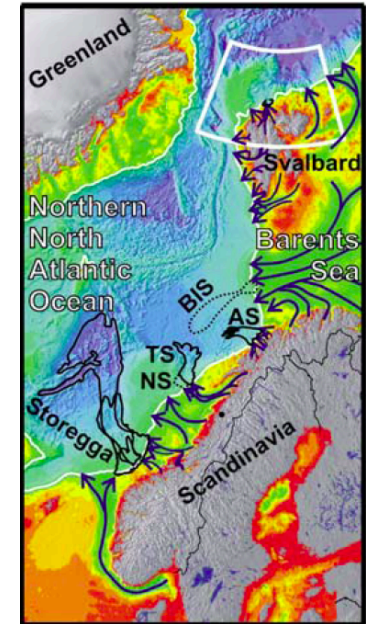 Greenland
Svalbard
Northern
North
Atlantic
Ocean
Barents
Sea
BIS
AS
TS
NS
Storegga
Scandinavia